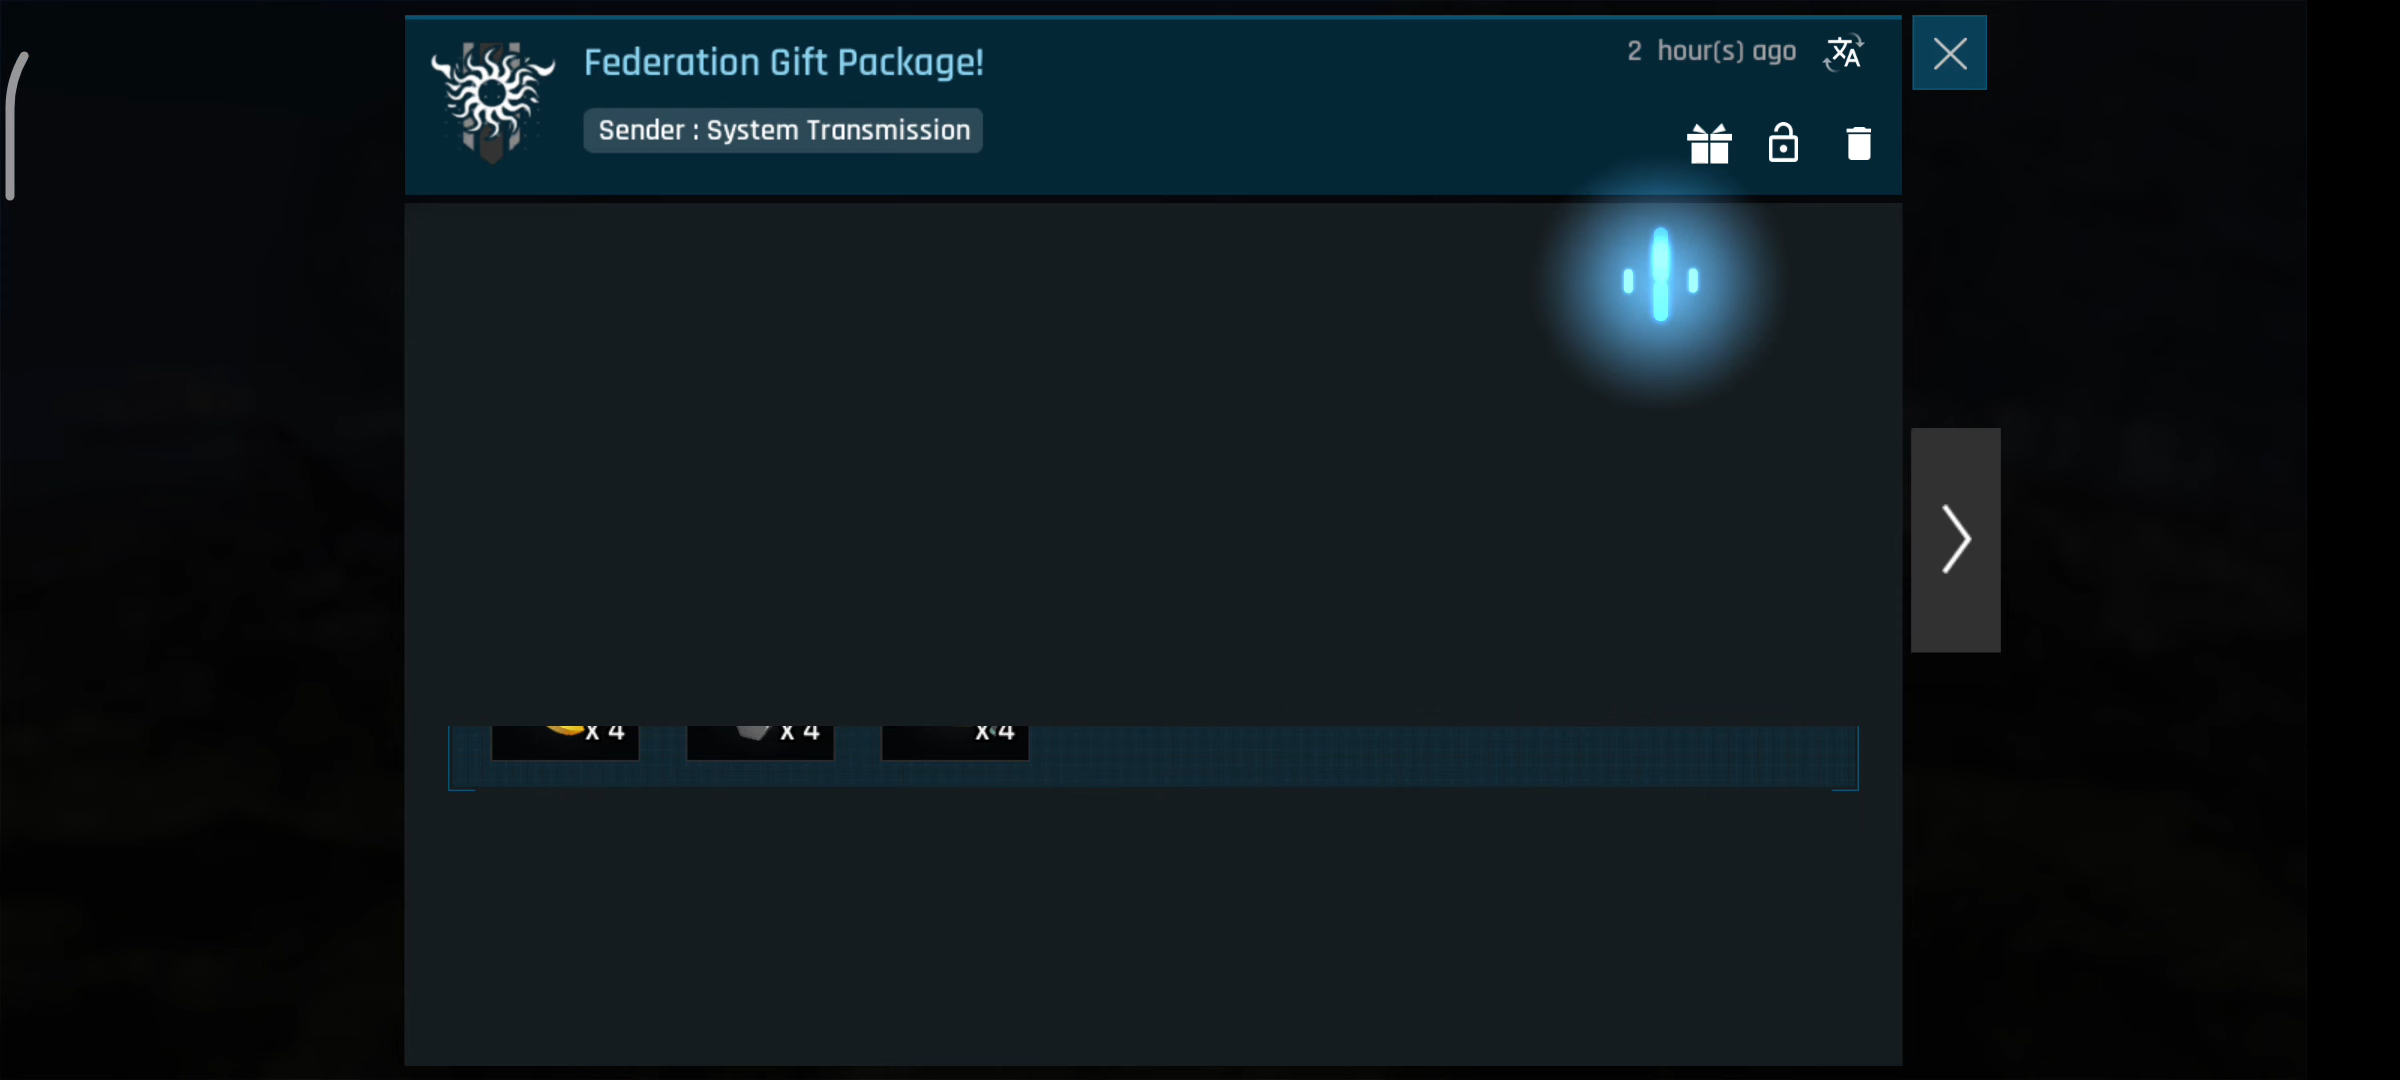 Federation Gift Package!
2 hour(s) ago
Sender : System Transmission
X 4
X 4
X 4